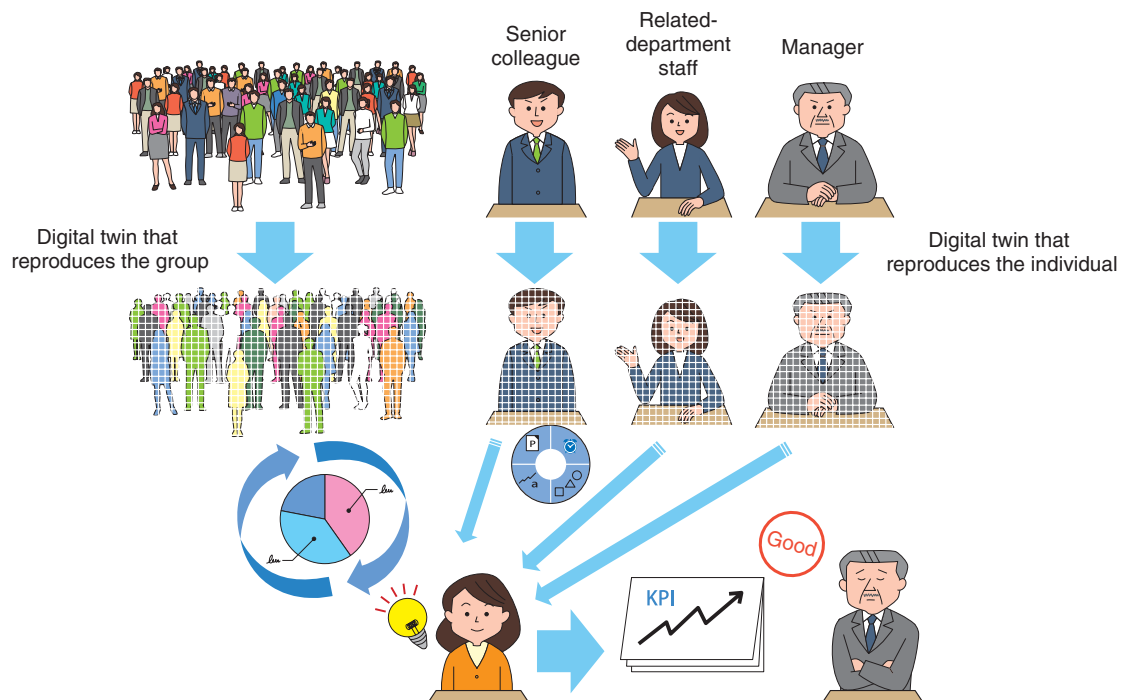 Senior
colleague
Related-
department
staff
Manager
Digital twin that
reproduces the group
Digital twin that
reproduces the individual
P
a
KPI
Good